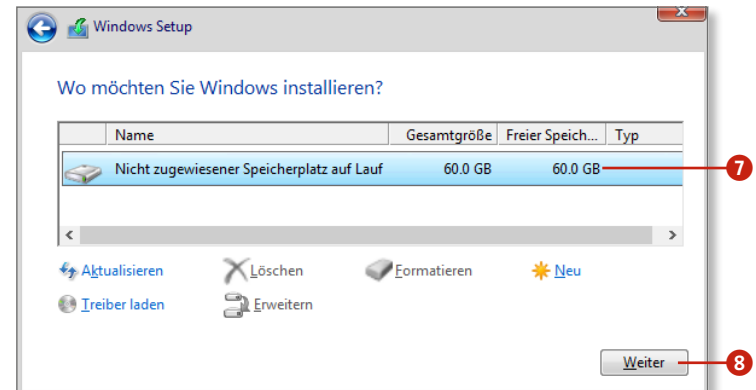 Windows Setup
Wo möchten Sie Windows installieren?
Name Gesamtgröße Freier Speich... Typ
Nicht zugewiesener Speicherplatz auf Lauf 60.0 GB 60.0 GB 7
Aktualisieren Löschen Formatieren Neu
Treiber laden Erweitern
Weiter 8